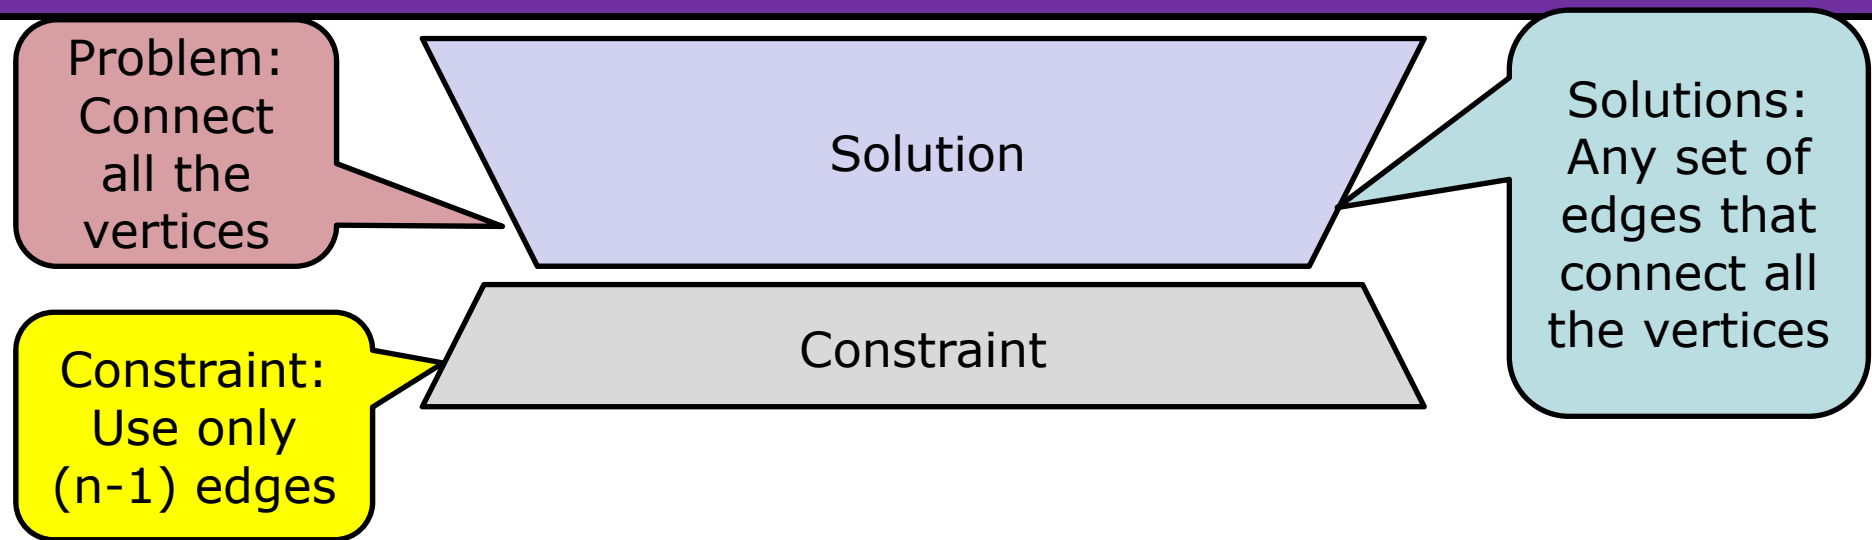 Problem:
Connect
all the
vertices
Solution
Solutions:
Any set of
edges that
connect all
the vertices
Constraint
Constraint:
Use only
(n-1) edges